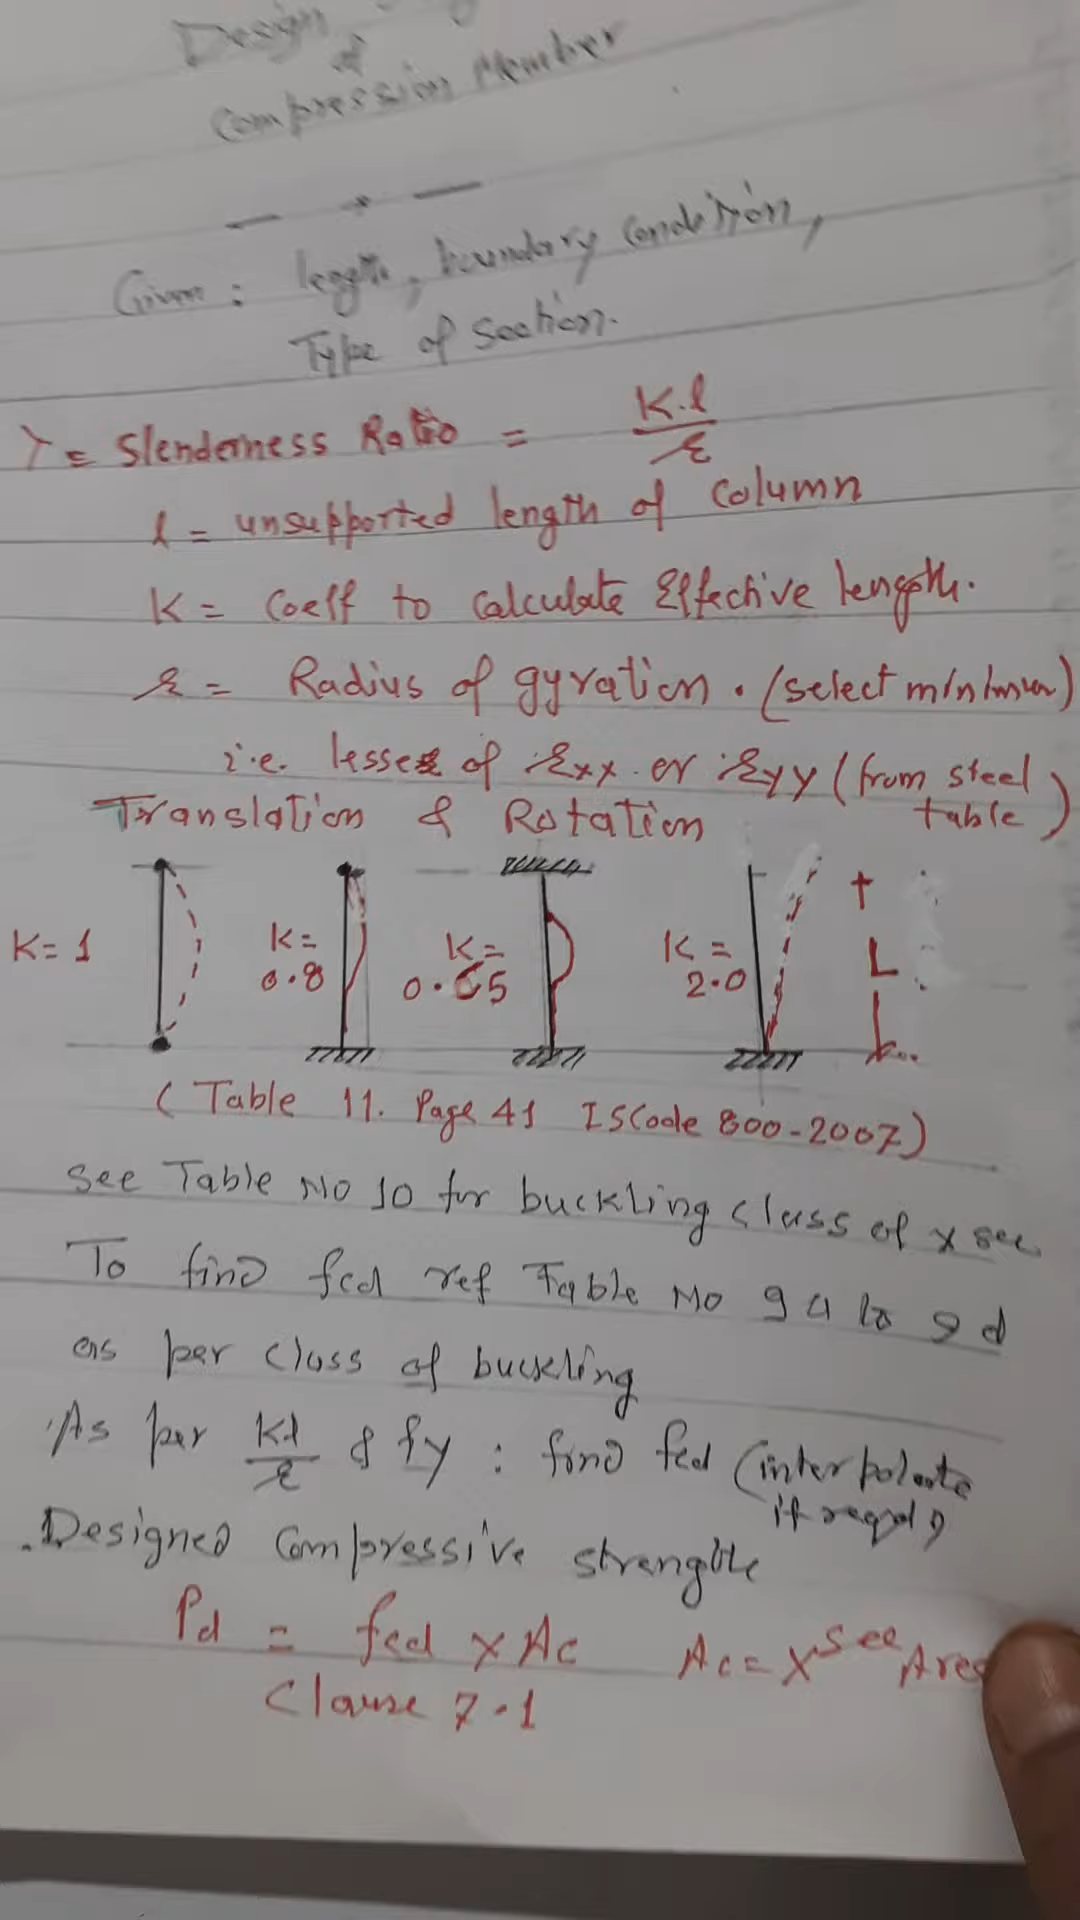 Design
of
Compression Member
Given: length, boundary condition,
Type of section.
λ = Slenderness Ratio = K.l / r
l = unsupported length of column
K = Coeff to calculate Effective length.
r = Radius of gyration. (select minimum)
i.e. lesser of rxx or ryy (from steel table)
Translation & Rotation
K= 1 K= 0.8 K= 0.65 K= 2.0
(Table 11. Page 41 IS Code 800-2007)
See Table No 10 for buckling class of x sec
To find fcd ref Table No 9 a to 9 d
as per class of buckling
As per Kl / r & fy : find fcd (interpolate if reqd)
Designed Compressive strength
Pd = fcd x Ac Ac = x sec Area
Clause 7.1